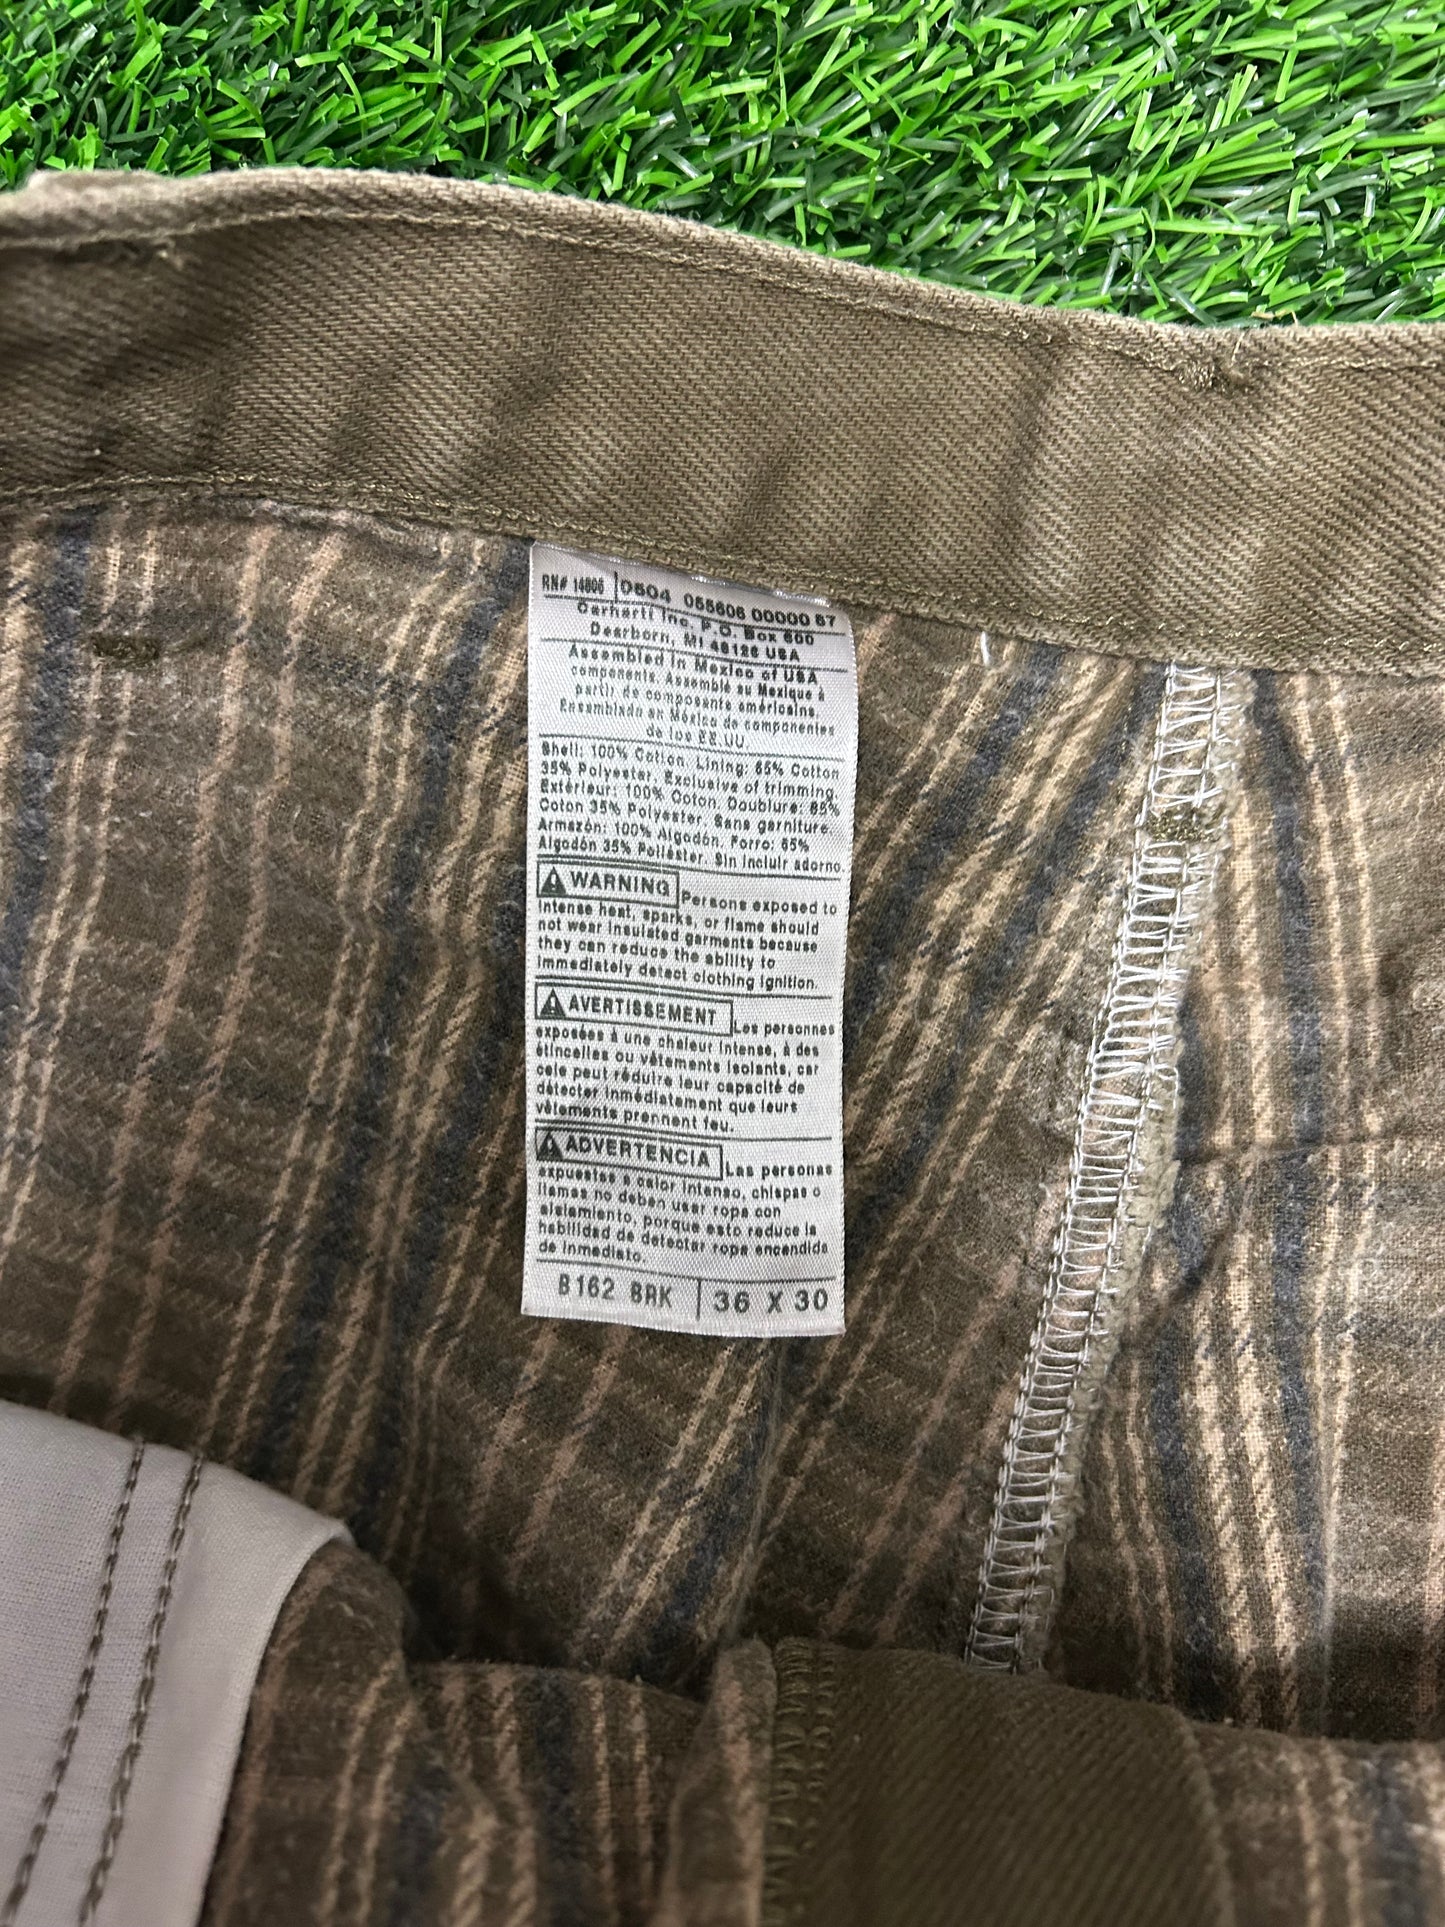 RN# 14806 | 0504 055606 00000 67
Carhartt Inc. P.O. Box 600
Dearborn, MI 48126 USA
Assembled in Mexico of USA
components. Assemblé au Mexique à
partir de composants américains.
Ensamblado en México de componentes
de los EE.UU.
Shell: 100% Cotton. Lining: 65% Cotton
35% Polyester. Exclusive of trimming.
Extérieur: 100% Coton. Doublure: 65%
Coton 35% Polyester. Sans garniture.
Armazón: 100% Algodón. Forro: 65%
Algodón 35% Poliéster. Sin incluir adorno
WARNING Persons exposed to
intense heat, sparks, or flame should
not wear insulated garments because
they can reduce the ability to
immediately detect clothing ignition.
AVERTISSEMENT Les personnes
exposées à une chaleur intense, à des
étincelles ou vêtements isolants, car
cele peut réduire leur capacité de
détecter immédiatament que leurs
vêtements prennent feu.
ADVERTENCIA Las personas
expuestas a calor intenso, chispas o
llamas no deben usar ropa con
aislamiento, porque esto reduce la
habilidad de detectar ropa encendida
de inmediato.
B162 BRK | 36 X 30